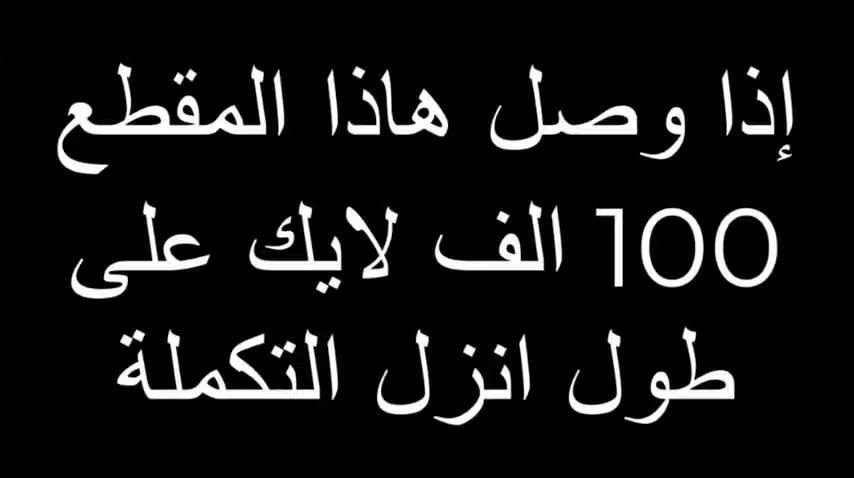 إذا وصل هاذا المقطع
100 الف لايك على
طول انزل التكملة